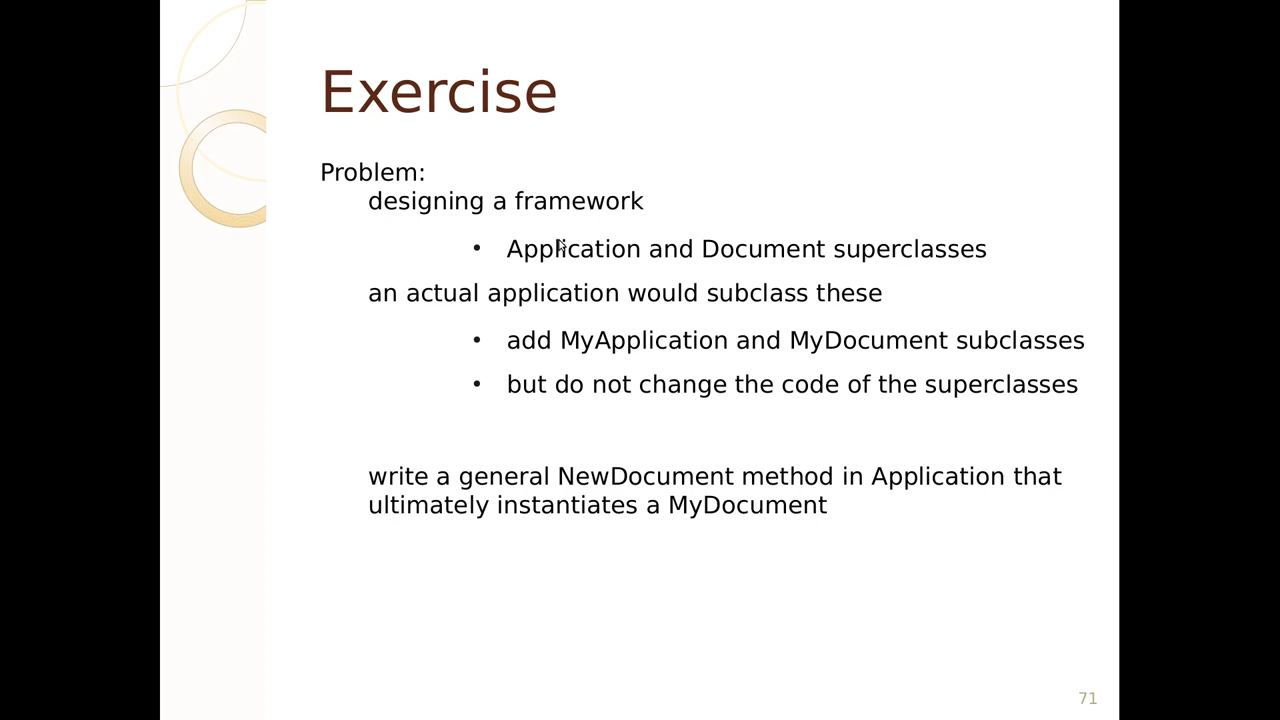 Exercise
Problem:
designing a framework
• Application and Document superclasses
an actual application would subclass these
• add MyApplication and MyDocument subclasses
• but do not change the code of the superclasses
write a general NewDocument method in Application that
ultimately instantiates a MyDocument
71